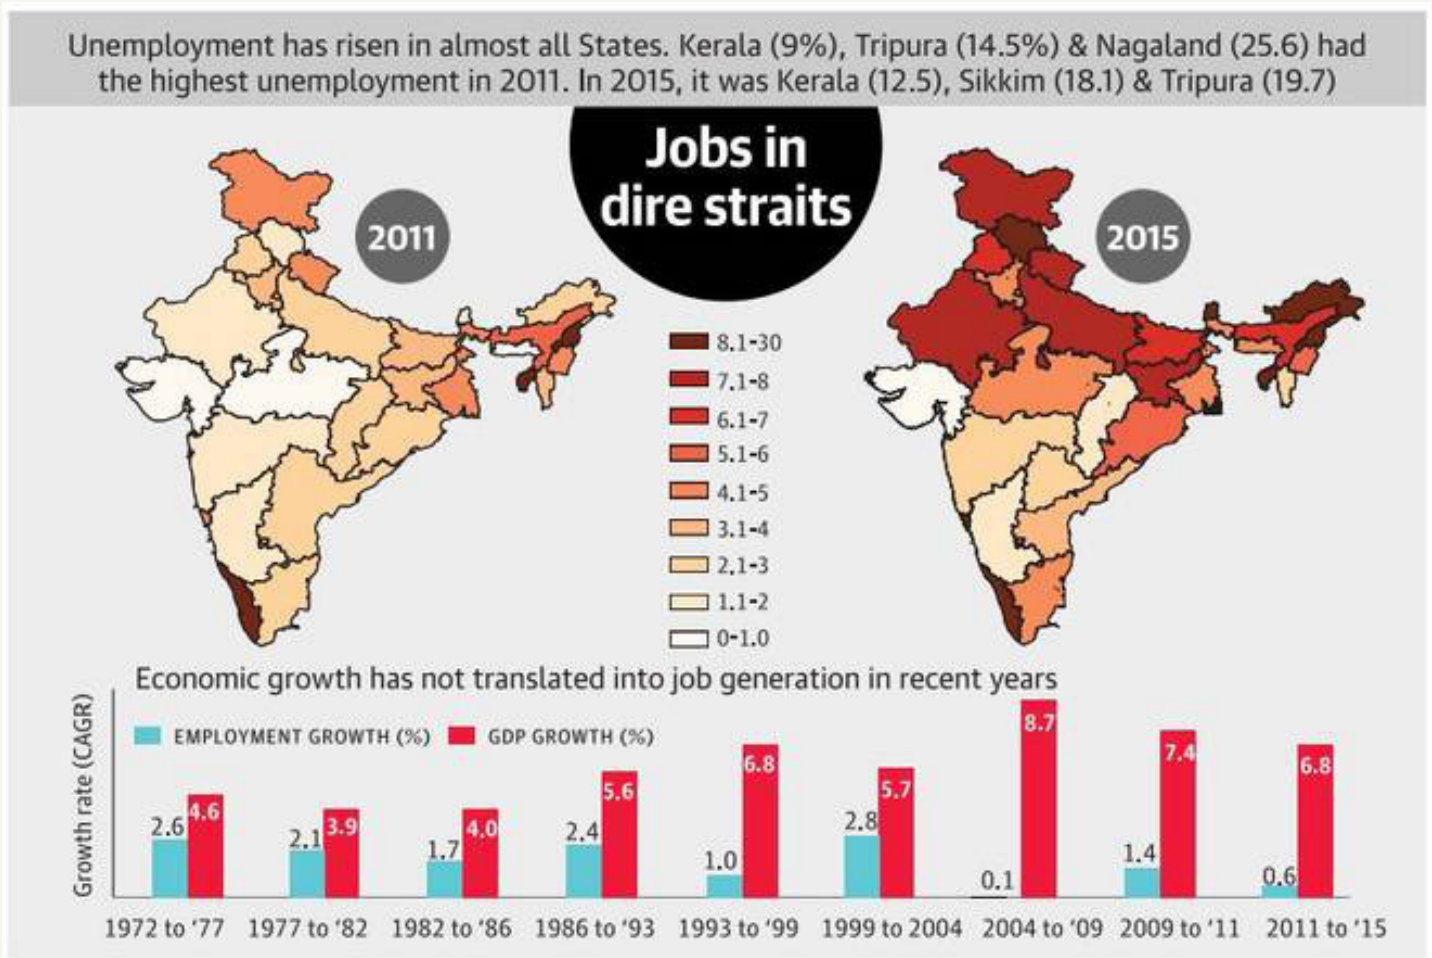 Unemployment has risen in almost all States. Kerala (9%), Tripura (14.5%) & Nagaland (25.6) had
the highest unemployment in 2011. In 2015, it was Kerala (12.5), Sikkim (18.1) & Tripura (19.7)
Jobs in
dire straits
2011
2015
8.1-30
7.1-8
6.1-7
5.1-6
4.1-5
3.1-4
2.1-3
1.1-2
0-1.0
Economic growth has not translated into job generation in recent years
Growth rate (CAGR)
EMPLOYMENT GROWTH (%)
GDP GROWTH (%)
2.6 4.6
2.1 3.9
1.7 4.0
2.4 5.6
1.0 6.8
2.8 5.7
0.1 8.7
1.4 7.4
0.6 6.8
1972 to '77 1977 to '82 1982 to '86 1986 to '93 1993 to '99 1999 to 2004 2004 to '09 2009 to '11 2011 to '15